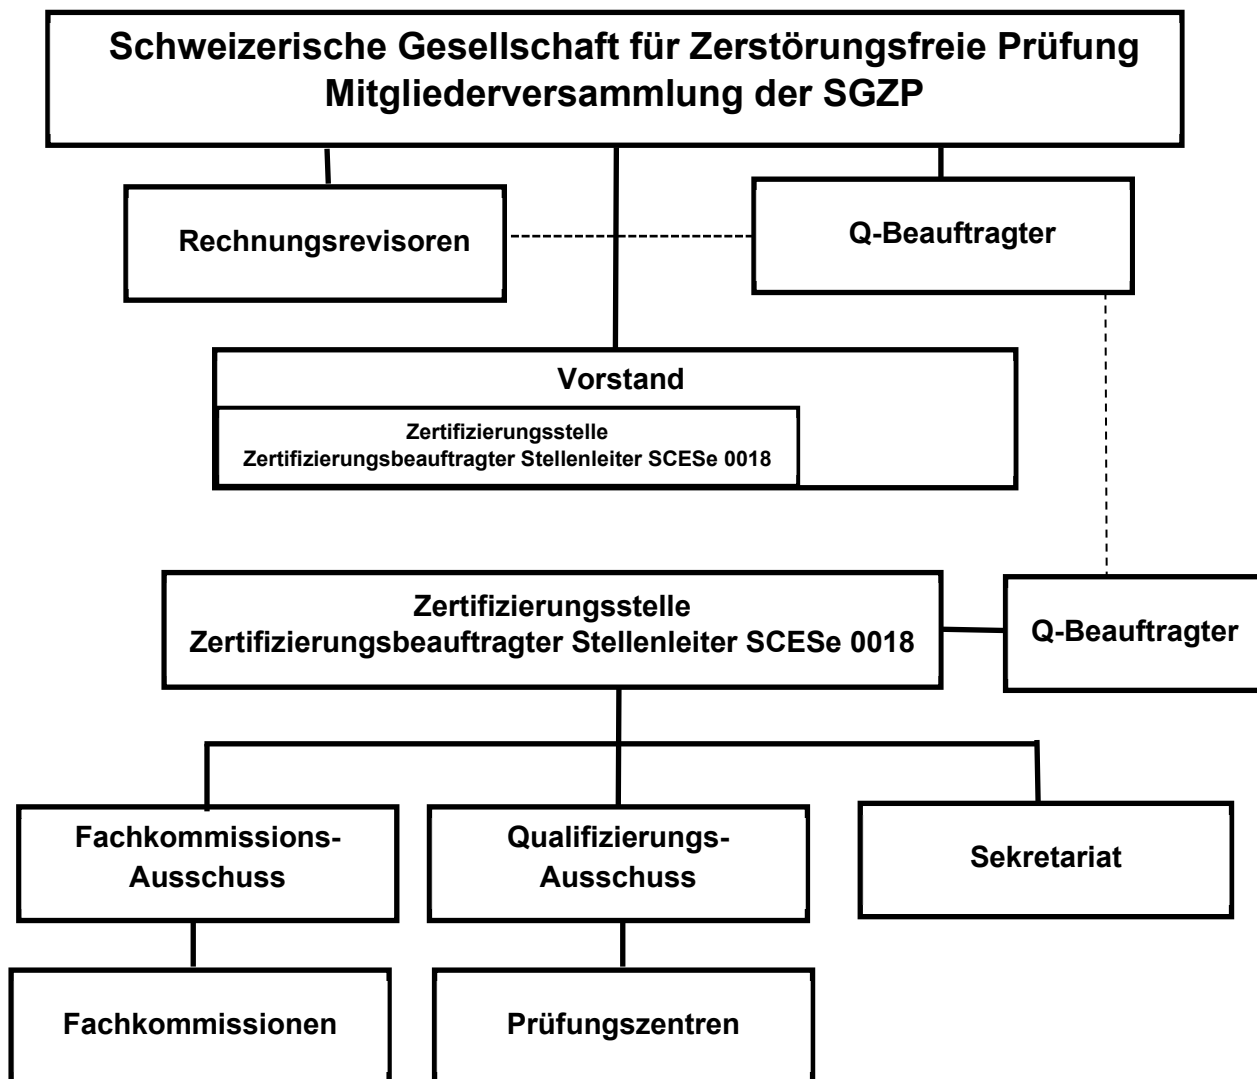 Schweizerische Gesellschaft für Zerstörungsfreie Prüfung
Mitgliederversammlung der SGZP
Rechnungsrevisoren
Q-Beauftragter
Vorstand
Zertifizierungsstelle
Zertifizierungsbeauftragter Stellenleiter SCESe 0018
Zertifizierungsstelle
Zertifizierungsbeauftragter Stellenleiter SCESe 0018
Q-Beauftragter
Fachkommissions-
Ausschuss
Qualifizierungs-
Ausschuss
Sekretariat
Fachkommissionen
Prüfungszentren